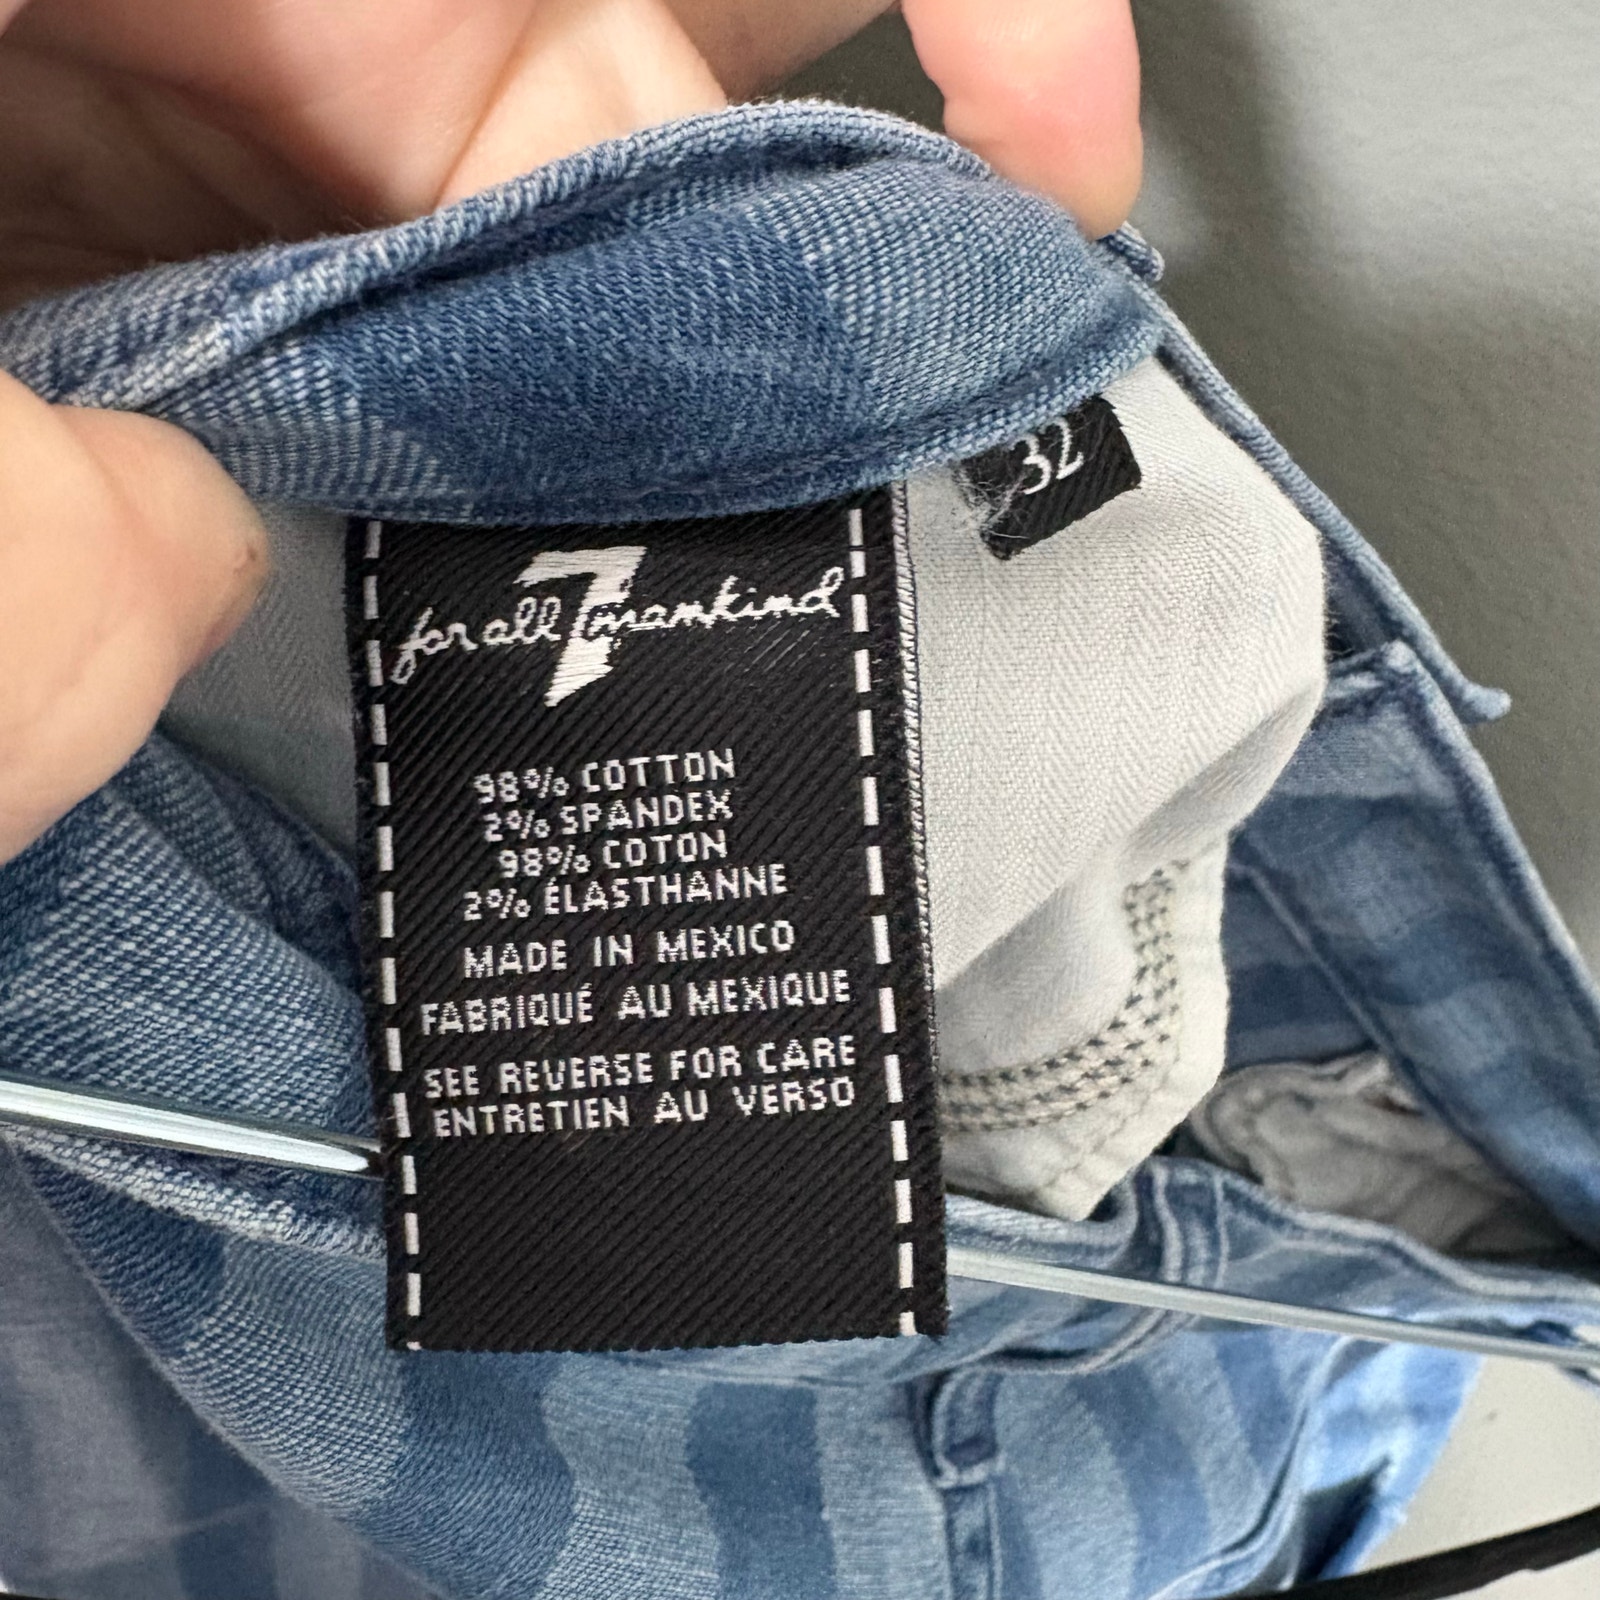 32
7
for all mankind
98% COTTON
2% SPANDEX
98% COTON
2% ÉLASTHANNE
MADE IN MEXICO
FABRIQUÉ AU MEXIQUE
SEE REVERSE FOR CARE
ENTRETIEN AU VERSO